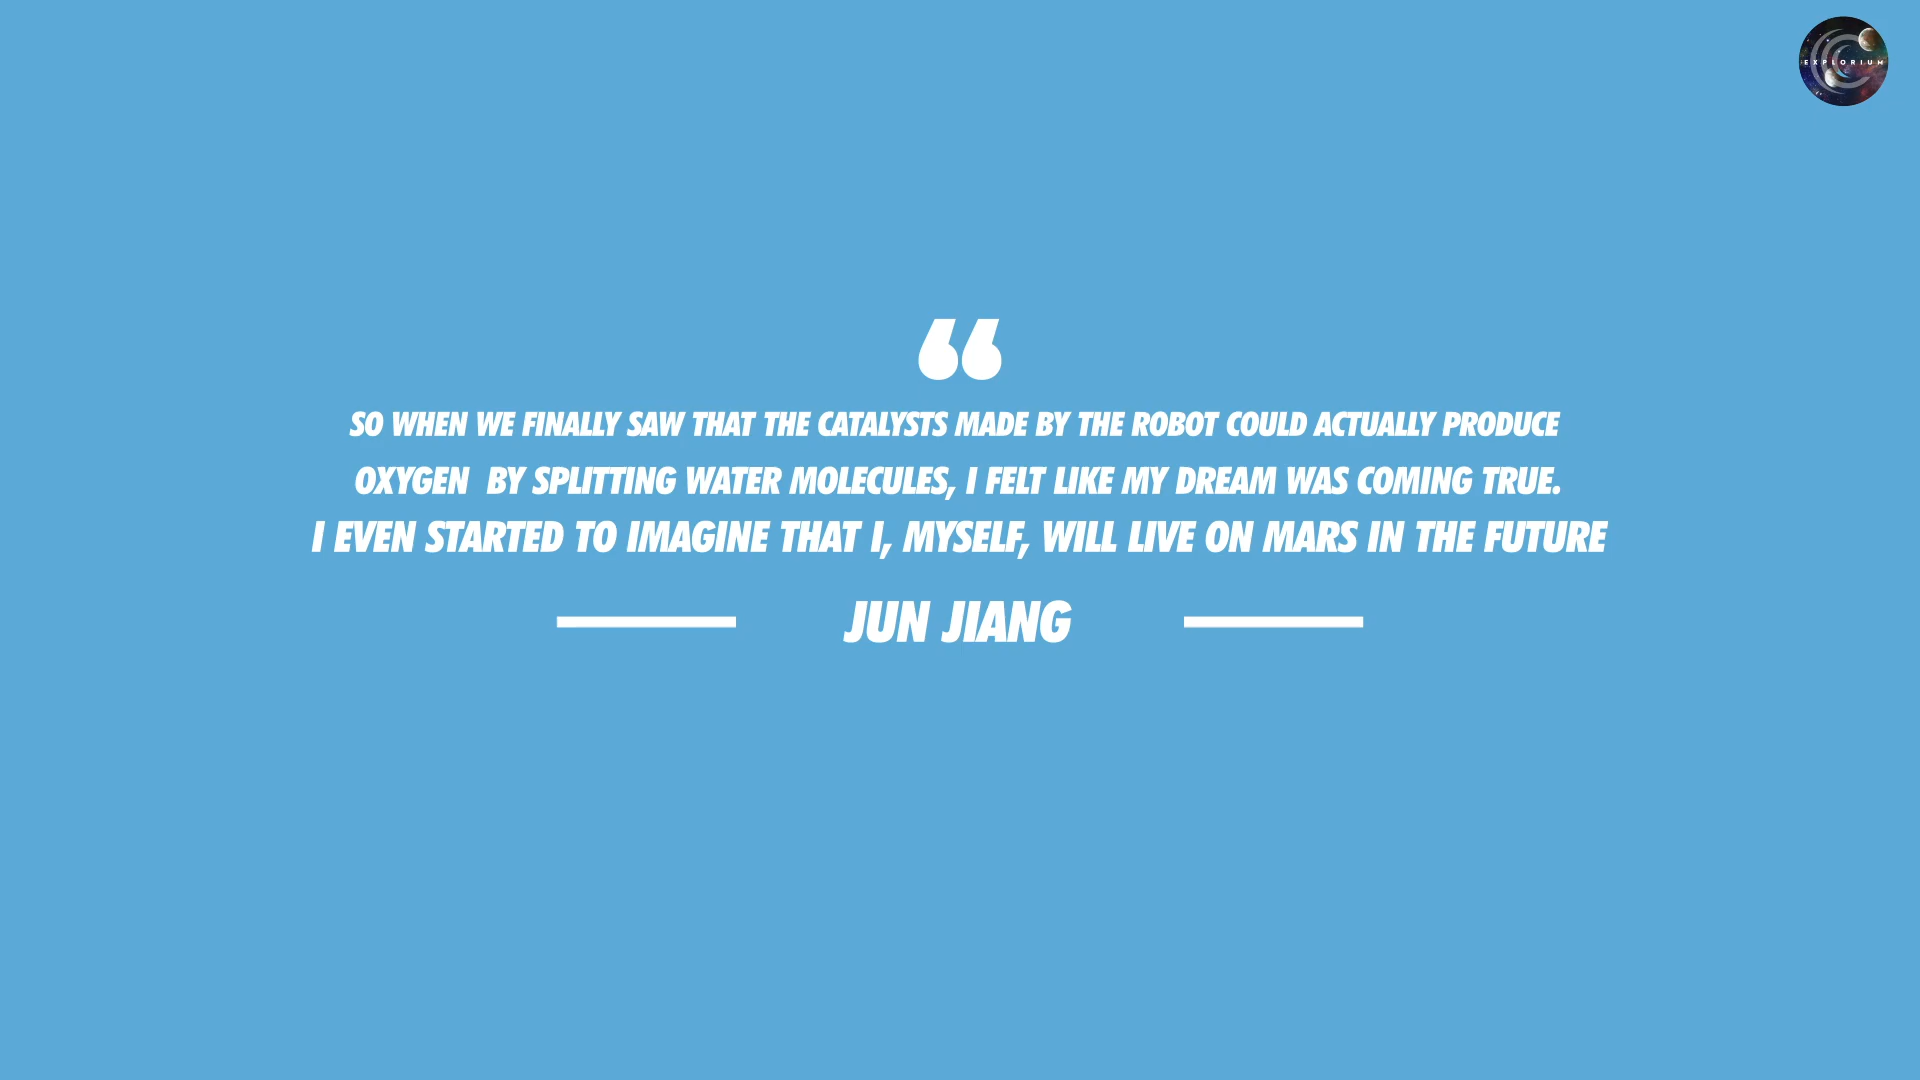 EXPLORIUM
“
SO WHEN WE FINALLY SAW THAT THE CATALYSTS MADE BY THE ROBOT COULD ACTUALLY PRODUCE
OXYGEN  BY SPLITTING WATER MOLECULES, I FELT LIKE MY DREAM WAS COMING TRUE.
I EVEN STARTED TO IMAGINE THAT I, MYSELF, WILL LIVE ON MARS IN THE FUTURE
JUN JIANG